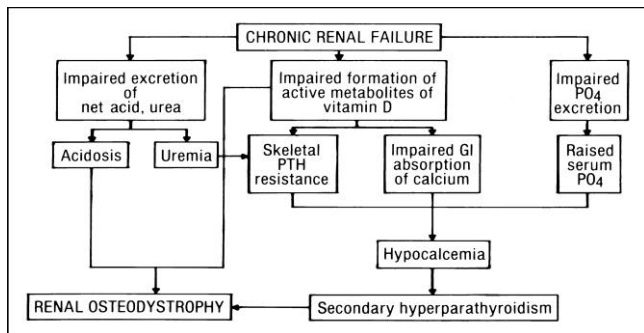 CHRONIC RENAL FAILURE
Impaired excretion
of
net acid, urea
Impaired formation of
active metabolites of
vitamin D
Impaired
PO4
excretion
Acidosis
Uremia
Skeletal
PTH
resistance
Impaired GI
absorption
of calcium
Raised
serum
PO4
Hypocalcemia
RENAL OSTEODYSTROPHY
Secondary hyperparathyroidism